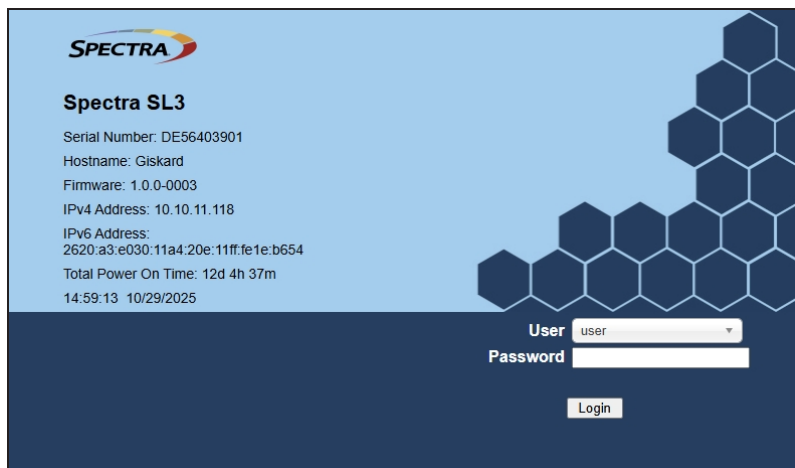 SPECTRA
Spectra SL3
Serial Number: DE56403901
Hostname: Giskard
Firmware: 1.0.0-0003
IPv4 Address: 10.10.11.118
IPv6 Address:
2620:a3:e030:11a4:20e:11ff:fe1e:b654
Total Power On Time: 12d 4h 37m
14:59:13 10/29/2025
User user
Password
Login